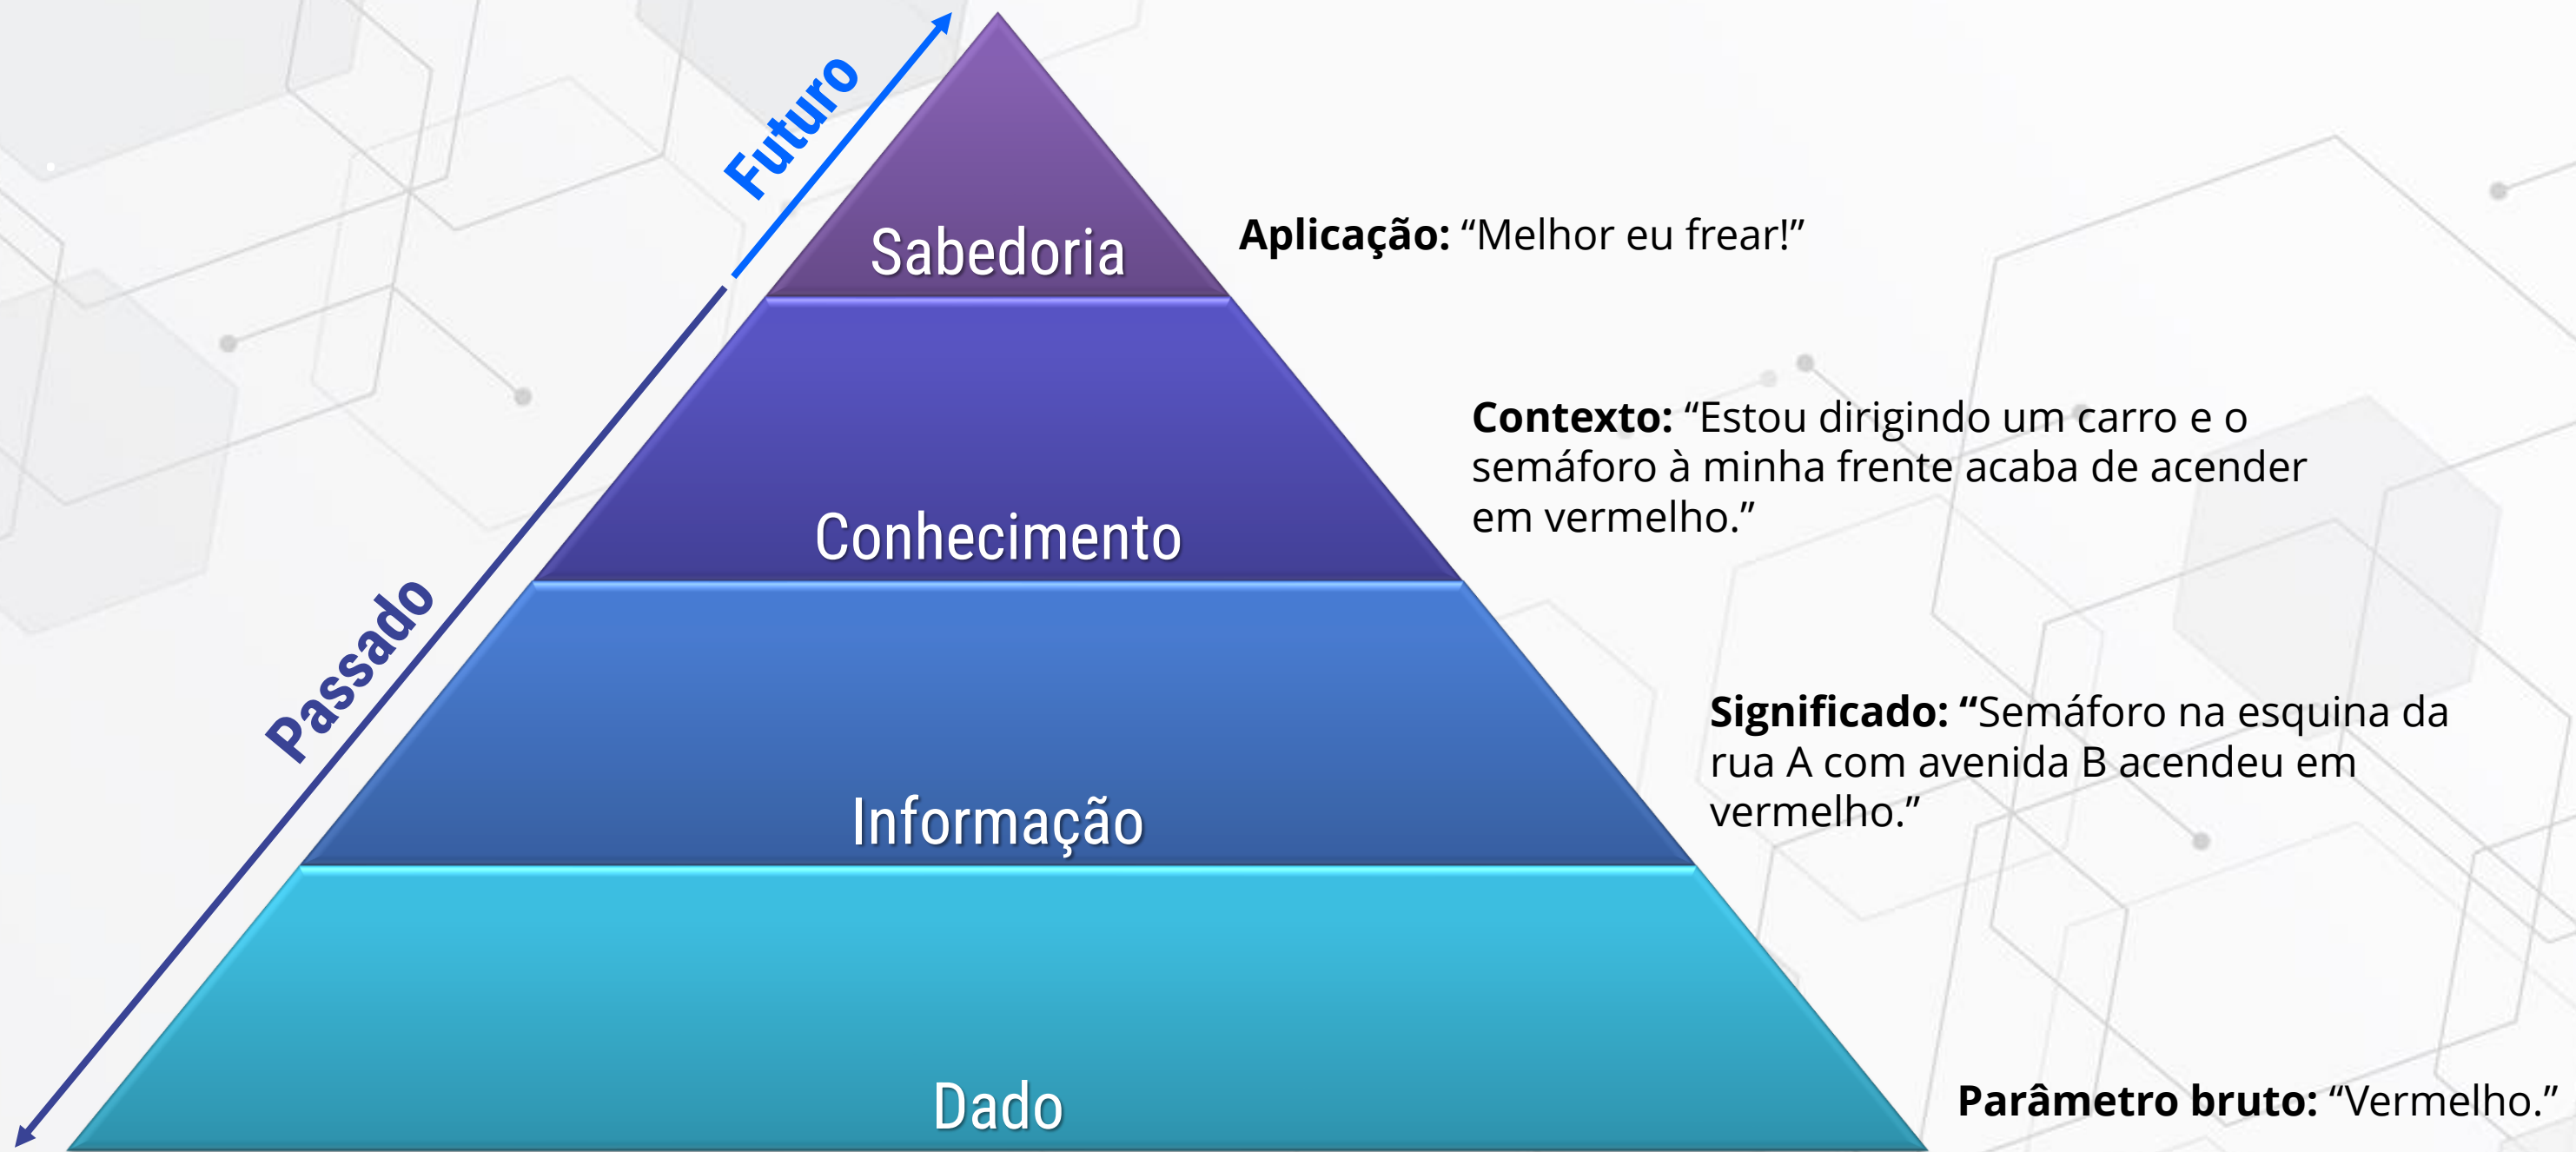 Futuro
Sabedoria
Aplicação: “Melhor eu frear!”
Contexto: “Estou dirigindo um carro e o
semáforo à minha frente acaba de acender
em vermelho.”
Conhecimento
Passado
Significado: “Semáforo na esquina da
rua A com avenida B acendeu em
vermelho.”
Informação
Dado
Parâmetro bruto: “Vermelho.”